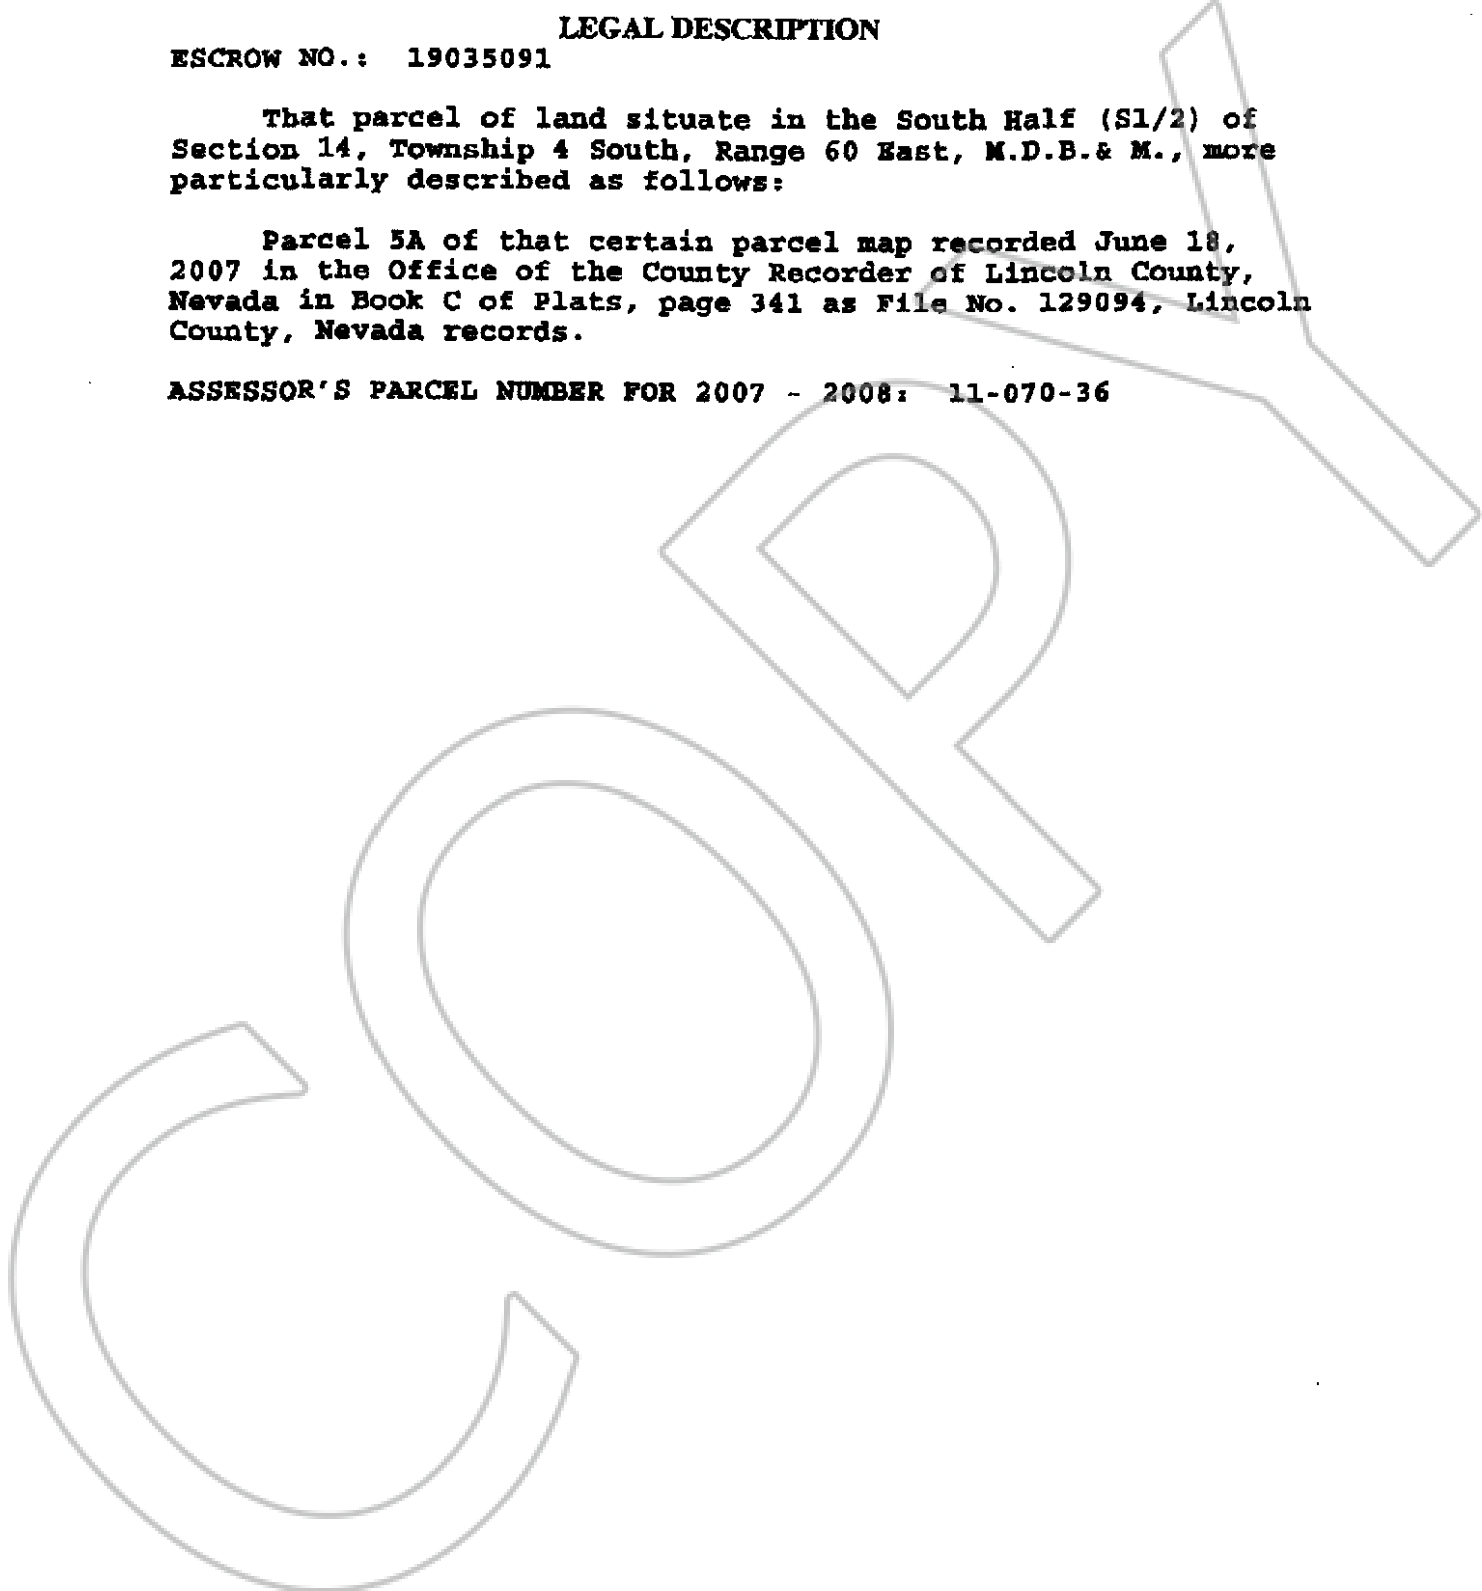 LEGAL DESCRIPTION
ESCROW NO.: 19035091
That parcel of land situate in the South Half (S1/2) of
Section 14, Township 4 South, Range 60 East, M.D.B.& M., more
particularly described as follows:
Parcel 5A of that certain parcel map recorded June 18,
2007 in the Office of the County Recorder of Lincoln County,
Nevada in Book C of Plats, page 341 as File No. 129094, Lincoln
County, Nevada records.
ASSESSOR'S PARCEL NUMBER FOR 2007 - 2008: 11-070-36
COPY